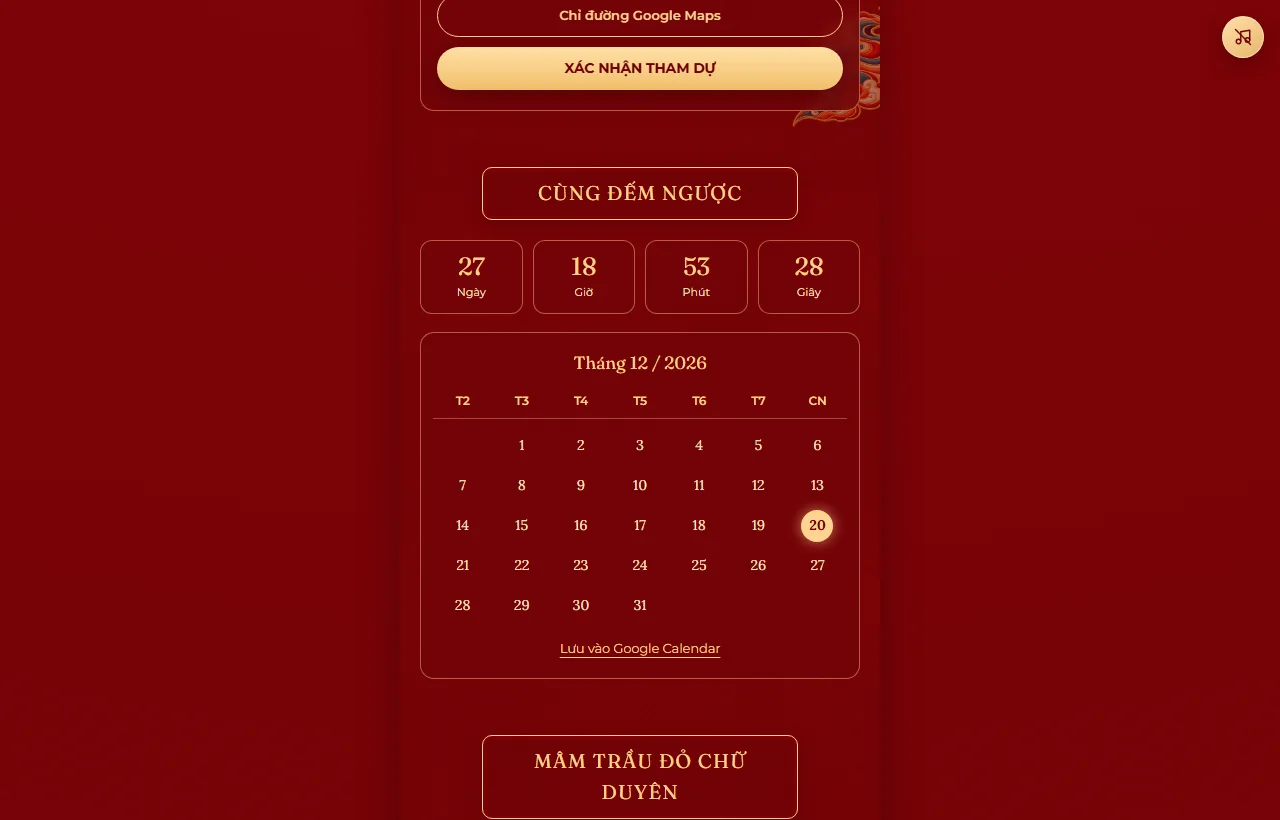 Chỉ đường Google Maps
XÁC NHẬN THAM DỰ
CÙNG ĐẾM NGƯỢC
27 18 53 28
Ngày Giờ Phút Giây
Tháng 12 / 2026
T2 T3 T4 T5 T6 T7 CN
1 2 3 4 5 6
7 8 9 10 11 12 13
14 15 16 17 18 19 20
21 22 23 24 25 26 27
28 29 30 31
Lưu vào Google Calendar
MÂM TRẦU ĐỎ CHỮ
DUYÊN